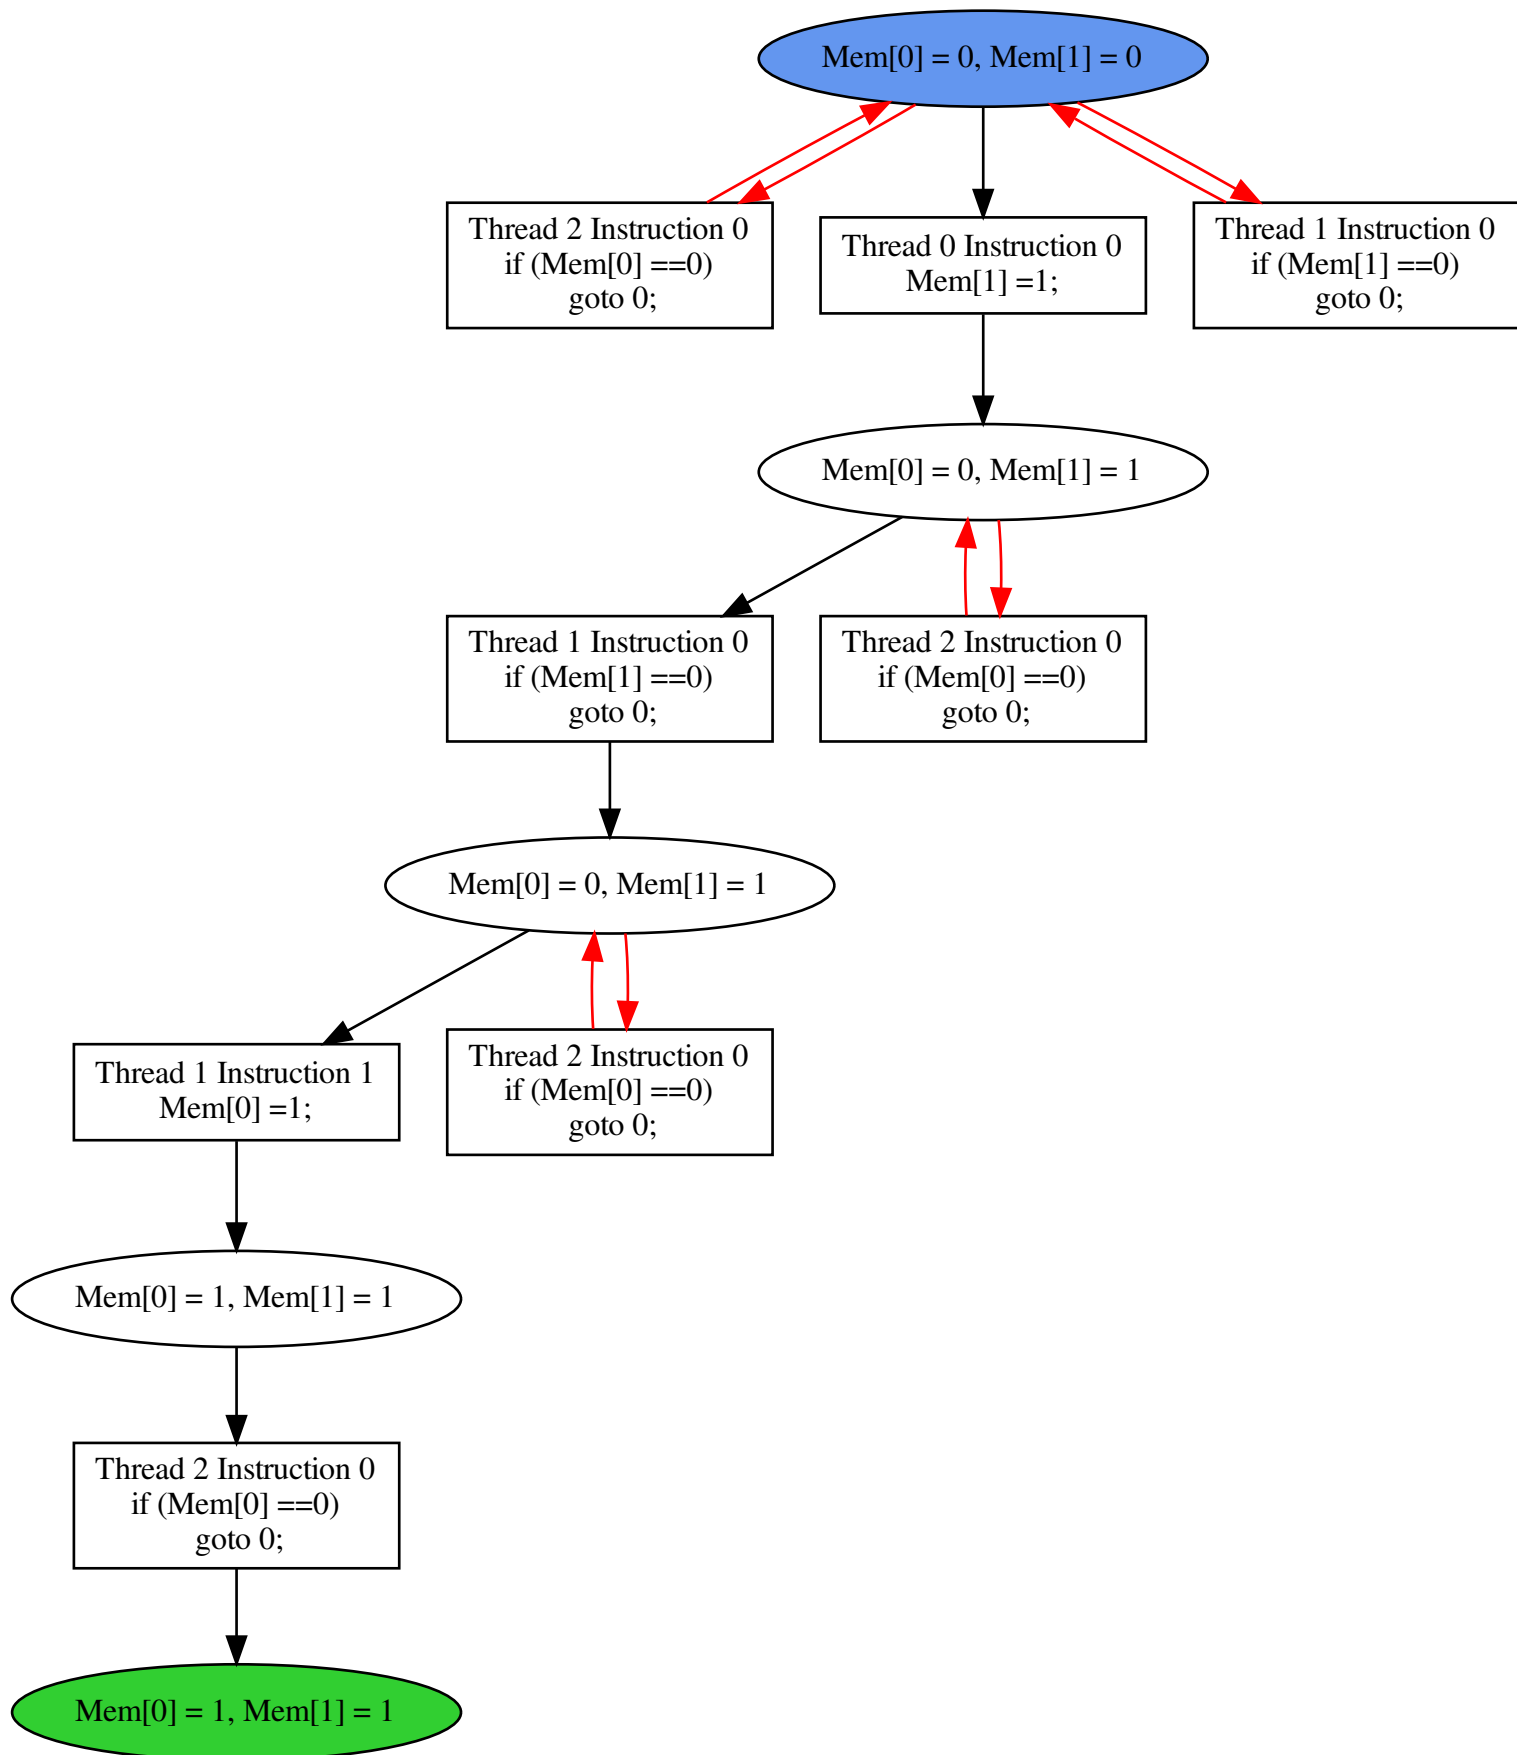 Mem[0] = 0, Mem[1] = 0
Thread 2 Instruction 0
if (Mem[0] ==0)
goto 0;
Thread 0 Instruction 0
Mem[1] =1;
Thread 1 Instruction 0
if (Mem[1] ==0)
goto 0;
Mem[0] = 0, Mem[1] = 1
Thread 1 Instruction 0
if (Mem[1] ==0)
goto 0;
Thread 2 Instruction 0
if (Mem[0] ==0)
goto 0;
Mem[0] = 0, Mem[1] = 1
Thread 1 Instruction 1
Mem[0] =1;
Thread 2 Instruction 0
if (Mem[0] ==0)
goto 0;
Mem[0] = 1, Mem[1] = 1
Thread 2 Instruction 0
if (Mem[0] ==0)
goto 0;
Mem[0] = 1, Mem[1] = 1